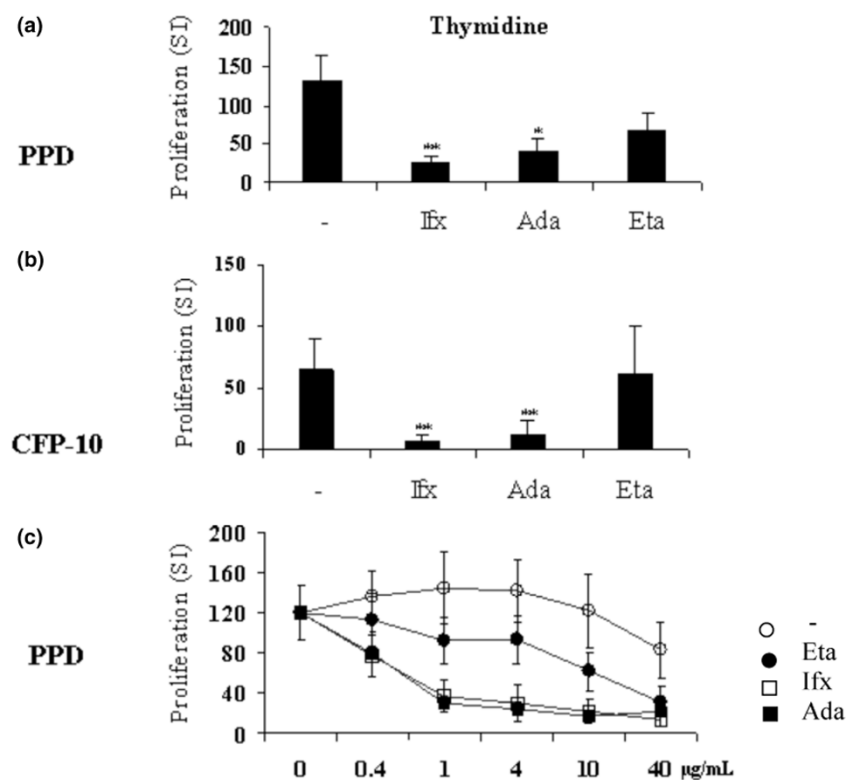 (a)
Thymidine
Proliferation (SI)
200
150
100
50
0
PPD
**
*
- Ifx Ada Eta
(b)
Proliferation (SI)
150
100
50
0
CFP-10
**
**
- Ifx Ada Eta
(c)
Proliferation (SI)
200
160
120
80
40
0
PPD
0 0.4 1 4 10 40 µg/mL
-
Eta
Ifx
Ada